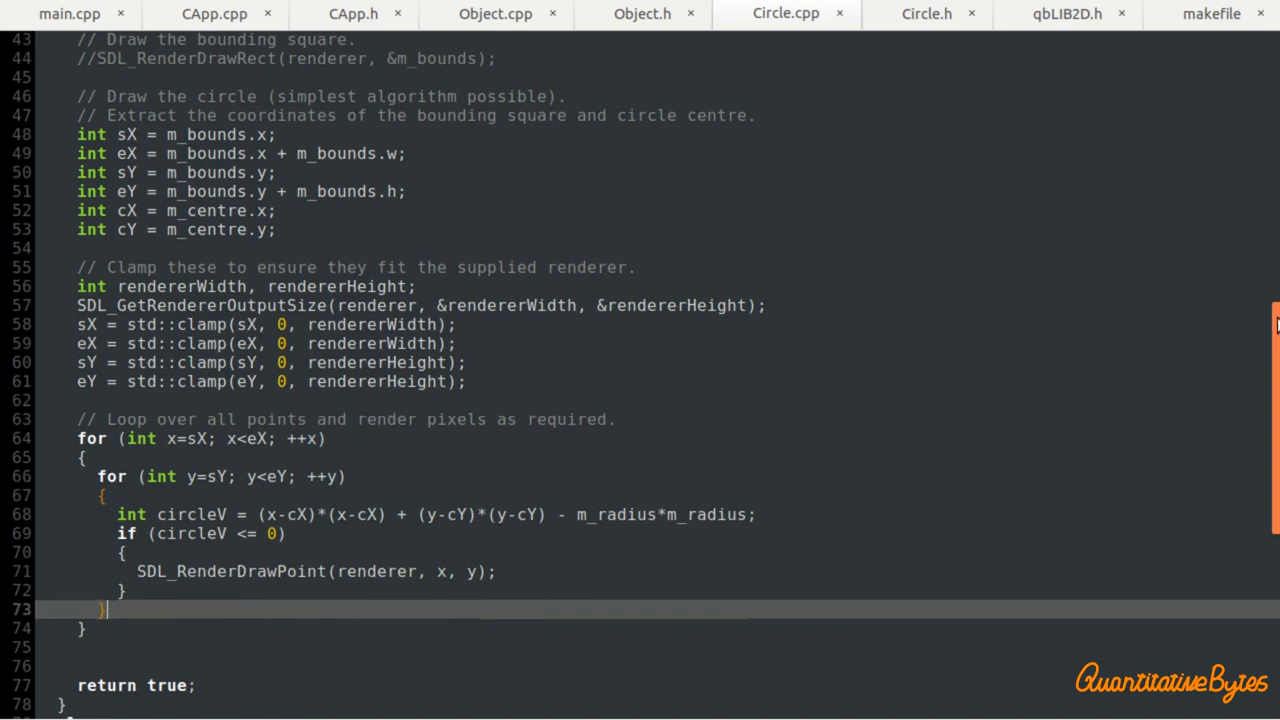 main.cpp × CApp.cpp × CApp.h × Object.cpp × Object.h × Circle.cpp × Circle.h × qbLIB2D.h × makefile ×
43 // Draw the bounding square.
44 //SDL_RenderDrawRect(renderer, &m_bounds);
45
46 // Draw the circle (simplest algorithm possible).
47 // Extract the coordinates of the bounding square and circle centre.
48 int sX = m_bounds.x;
49 int eX = m_bounds.x + m_bounds.w;
50 int sY = m_bounds.y;
51 int eY = m_bounds.y + m_bounds.h;
52 int cX = m_centre.x;
53 int cY = m_centre.y;
54
55 // Clamp these to ensure they fit the supplied renderer.
56 int rendererWidth, rendererHeight;
57 SDL_GetRendererOutputSize(renderer, &rendererWidth, &rendererHeight);
58 sX = std::clamp(sX, 0, rendererWidth);
59 eX = std::clamp(eX, 0, rendererWidth);
60 sY = std::clamp(sY, 0, rendererHeight);
61 eY = std::clamp(eY, 0, rendererHeight);
62
63 // Loop over all points and render pixels as required.
64 for (int x=sX; x<eX; ++x)
65 {
66 for (int y=sY; y<eY; ++y)
67 {
68 int circleV = (x-cX)*(x-cX) + (y-cY)*(y-cY) - m_radius*m_radius;
69 if (circleV <= 0)
70 {
71 SDL_RenderDrawPoint(renderer, x, y);
72 }
73 }
74 }
75
76
77 return true;
78 }
QuantitativeBytes